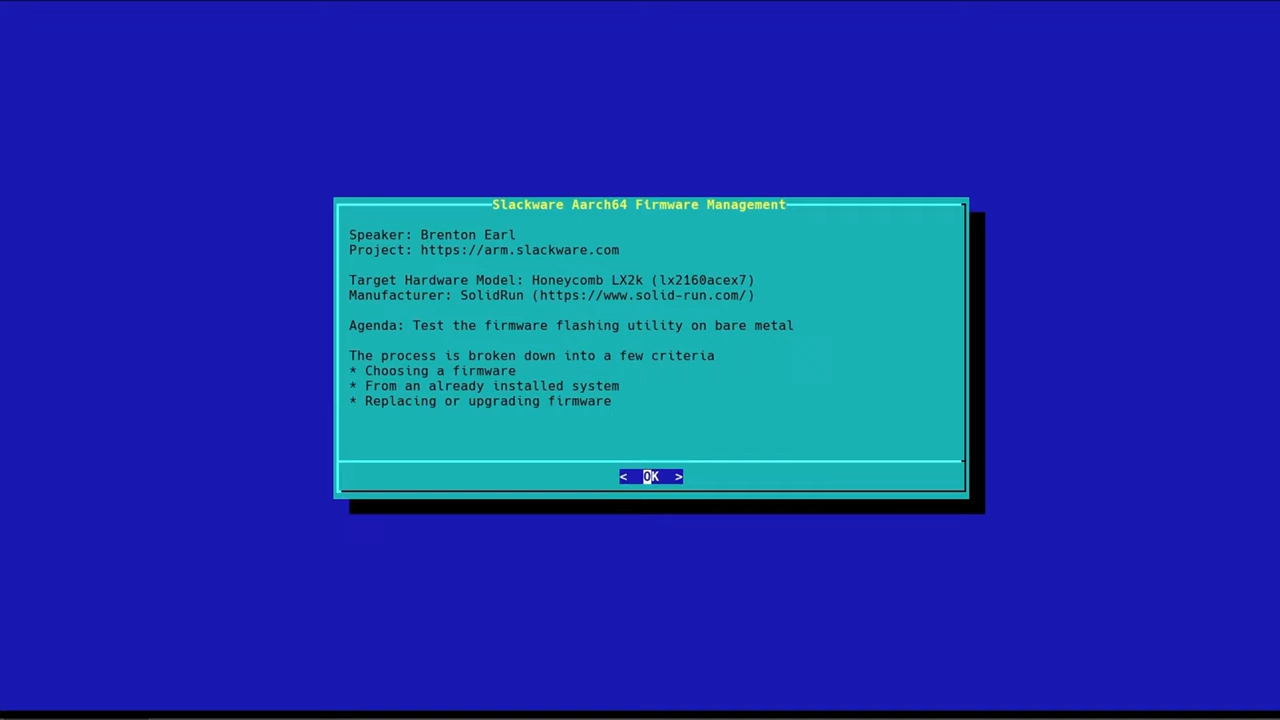 Slackware Aarch64 Firmware Management
Speaker: Brenton Earl
Project: https://arm.slackware.com
Target Hardware Model: Honeycomb LX2k (lx2160acex7)
Manufacturer: SolidRun (https://www.solid-run.com/)
Agenda: Test the firmware flashing utility on bare metal
The process is broken down into a few criteria
* Choosing a firmware
* From an already installed system
* Replacing or upgrading firmware
<  OK  >